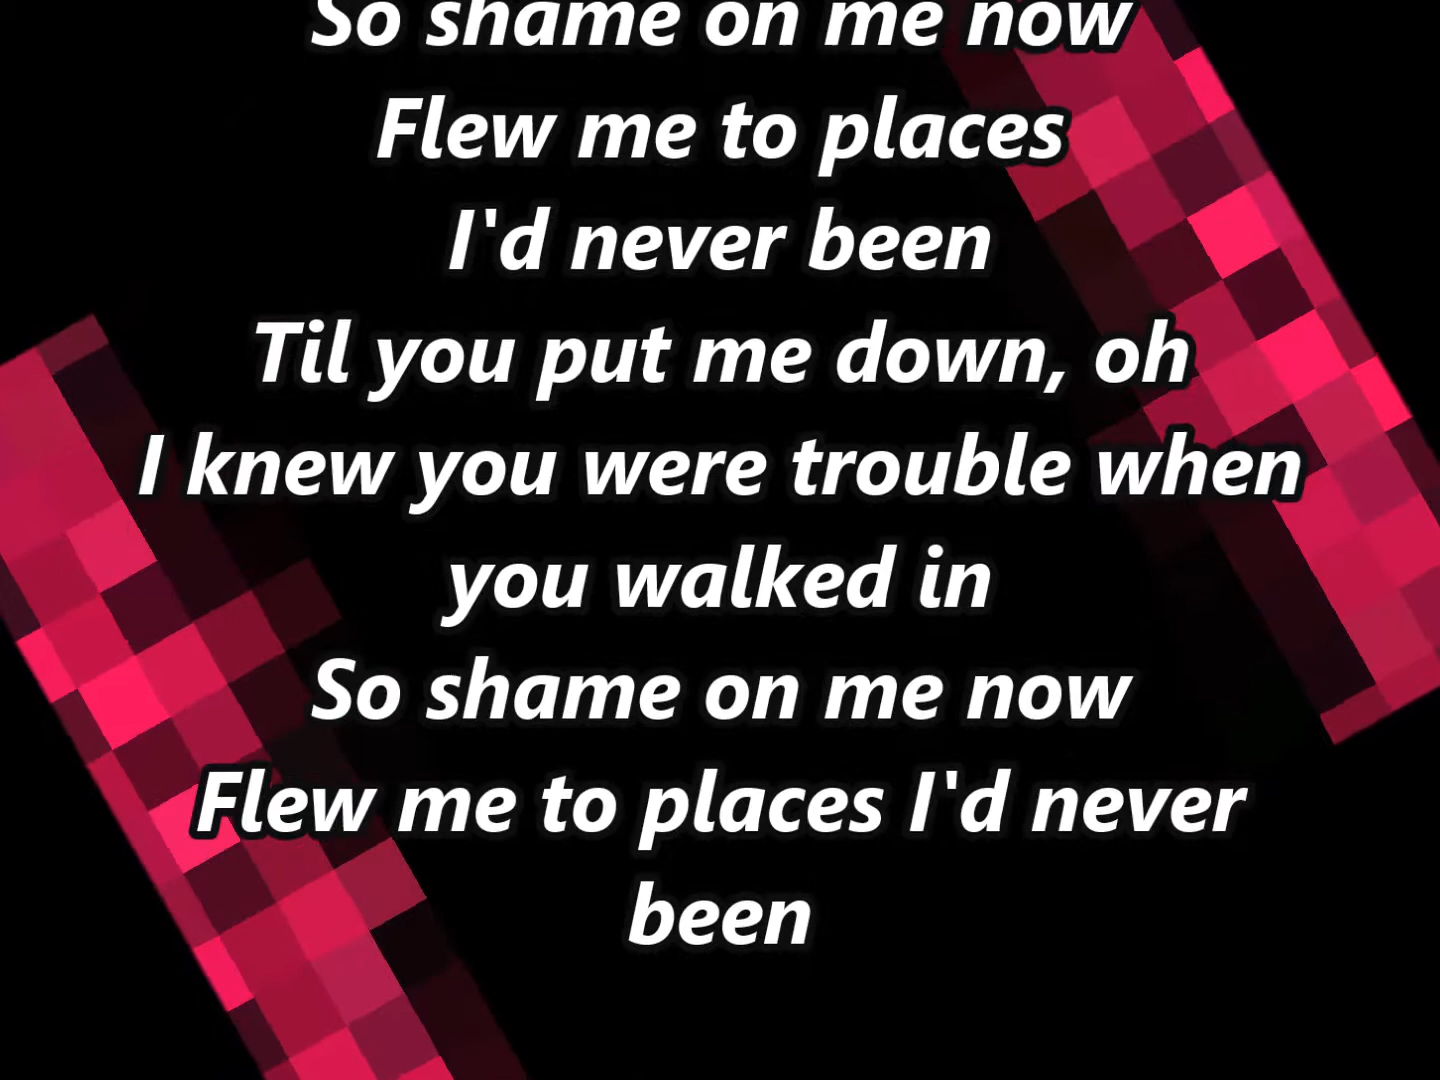 So shame on me now
Flew me to places
I'd never been
Til you put me down, oh
I knew you were trouble when
you walked in
So shame on me now
Flew me to places I'd never
been